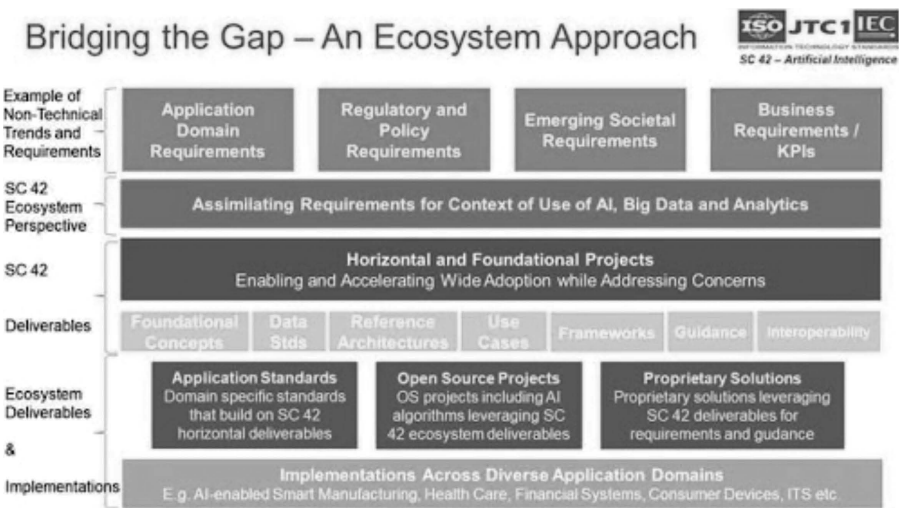 Bridging the Gap – An Ecosystem Approach
ISO JTC1 IEC
INFORMATION TECHNOLOGY STANDARDS
SC 42 – Artificial Intelligence
Example of
Non-Technical
Trends and
Requirements
Application
Domain
Requirements
Regulatory and
Policy
Requirements
Emerging Societal
Requirements
Business
Requirements /
KPIs
SC 42
Ecosystem
Perspective
Assimilating Requirements for Context of Use of AI, Big Data and Analytics
SC 42
Horizontal and Foundational Projects
Enabling and Accelerating Wide Adoption while Addressing Concerns
Deliverables
Foundational
Concepts
Data
Stds
Reference
Architectures
Use
Cases
Frameworks
Guidance
Interoperability
Ecosystem
Deliverables
&
Implementations
Application Standards
Domain specific standards
that build on SC 42
horizontal deliverables
Open Source Projects
OS projects including AI
algorithms leveraging SC
42 ecosystem deliverables
Proprietary Solutions
Proprietary solutions leveraging
SC 42 deliverables for
requirements and guidance
Implementations Across Diverse Application Domains
E.g. AI-enabled Smart Manufacturing, Health Care, Financial Systems, Consumer Devices, ITS etc.